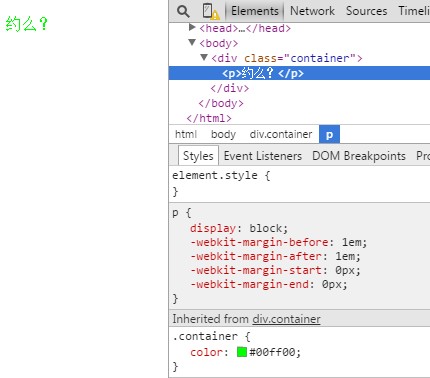 约么？
Elements Network Sources Timeli
<head>…</head>
<body>
<div class="container">
<p>约么？</p>
</div>
</body>
</html>
html body div.container p
Styles Event Listeners DOM Breakpoints Pro
element.style {
}
p {
display: block;
-webkit-margin-before: 1em;
-webkit-margin-after: 1em;
-webkit-margin-start: 0px;
-webkit-margin-end: 0px;
}
Inherited from div.container
.container {
color: #00ff00;
}